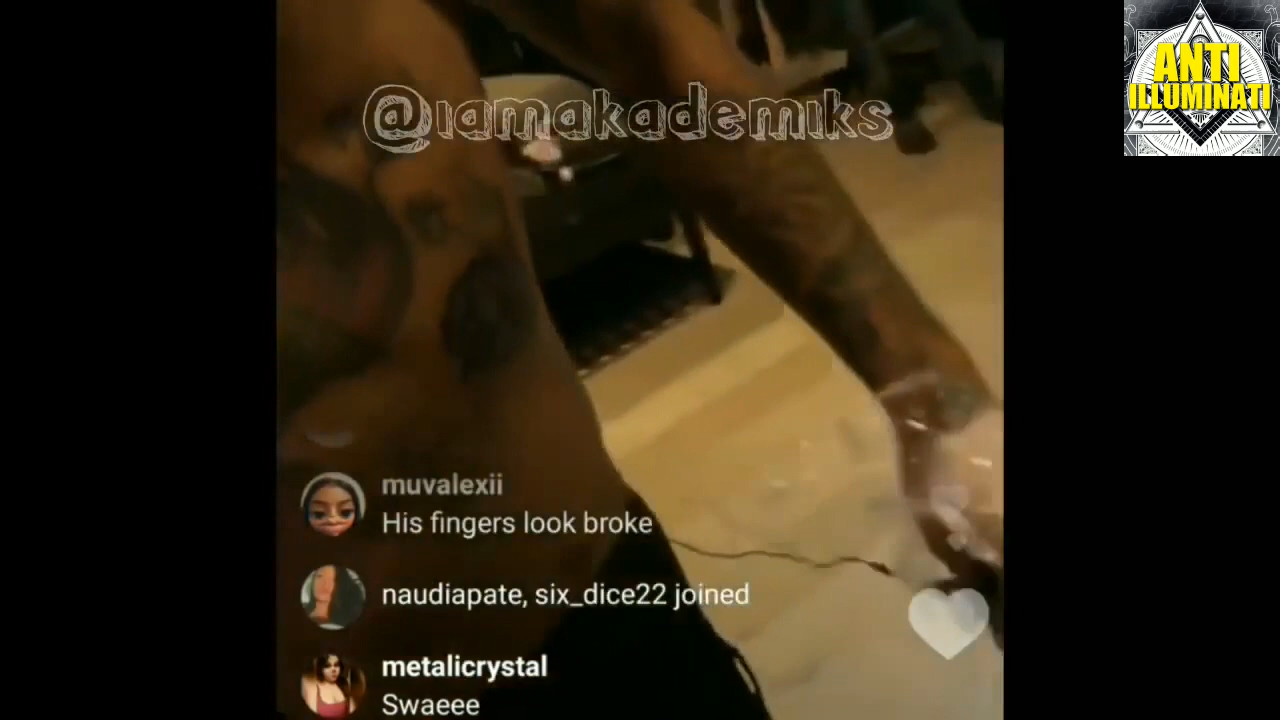 @iamakademiks
ANTI
ILLUMINATI
muvalexii
His fingers look broke
naudiapate, six_dice22 joined
metalicrystal
Swaeee